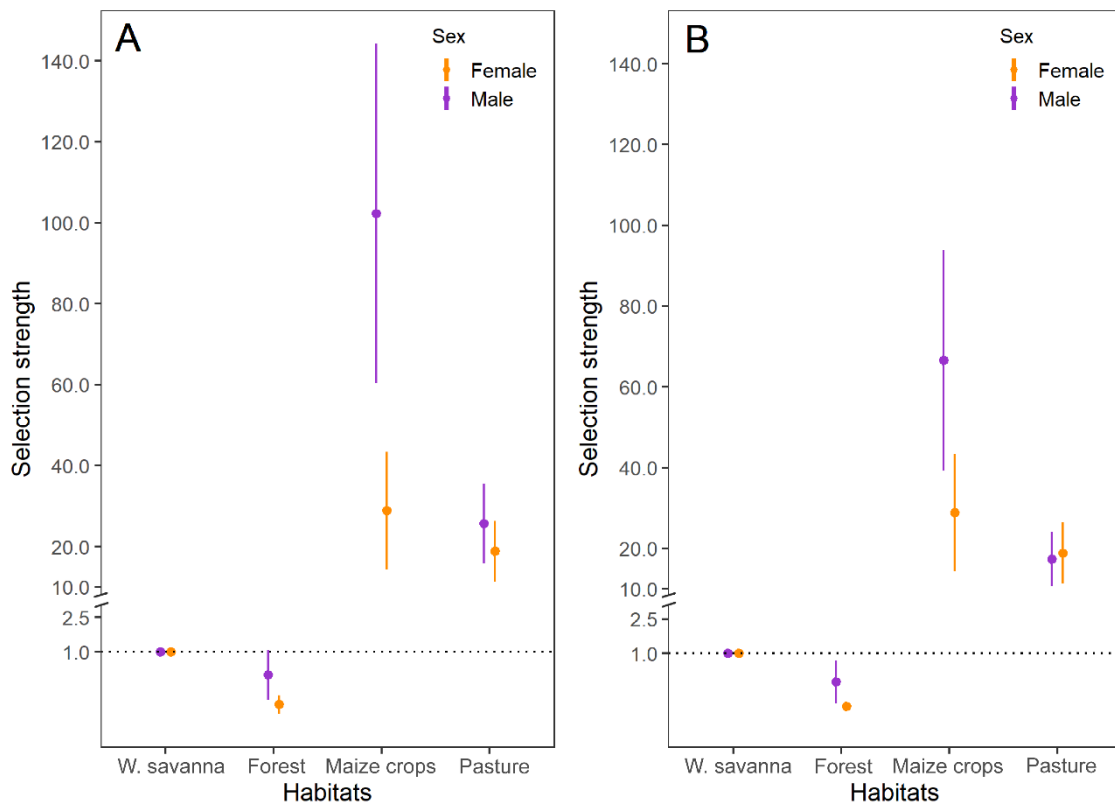 A
Sex
Female
Male
140.0
120.0
100.0
80.0
60.0
40.0
20.0
10.0
2.5
1.0
Selection strength
W. savanna Forest Maize crops Pasture
Habitats
B
Sex
Female
Male
140.0
120.0
100.0
80.0
60.0
40.0
20.0
10.0
2.5
1.0
Selection strength
W. savanna Forest Maize crops Pasture
Habitats